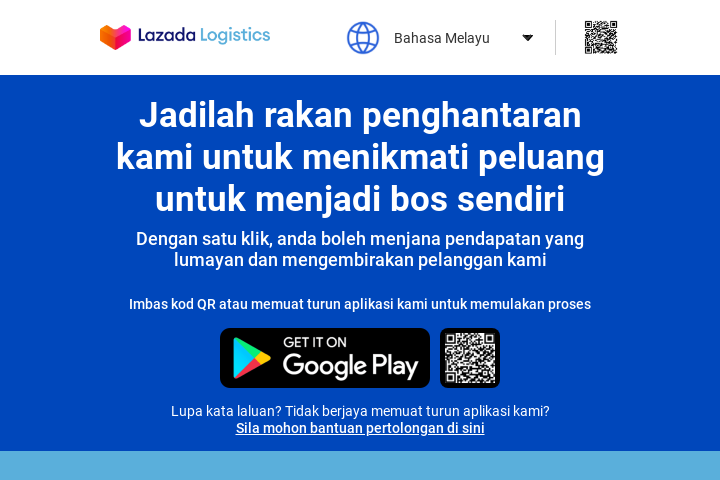 Lazada Logistics
Bahasa Melayu
Jadilah rakan penghantaran
kami untuk menikmati peluang
untuk menjadi bos sendiri
Dengan satu klik, anda boleh menjana pendapatan yang
lumayan dan mengembirakan pelanggan kami
Imbas kod QR atau memuat turun aplikasi kami untuk memulakan proses
GET IT ON
Google Play
Lupa kata laluan? Tidak berjaya memuat turun aplikasi kami?
Sila mohon bantuan pertolongan di sini